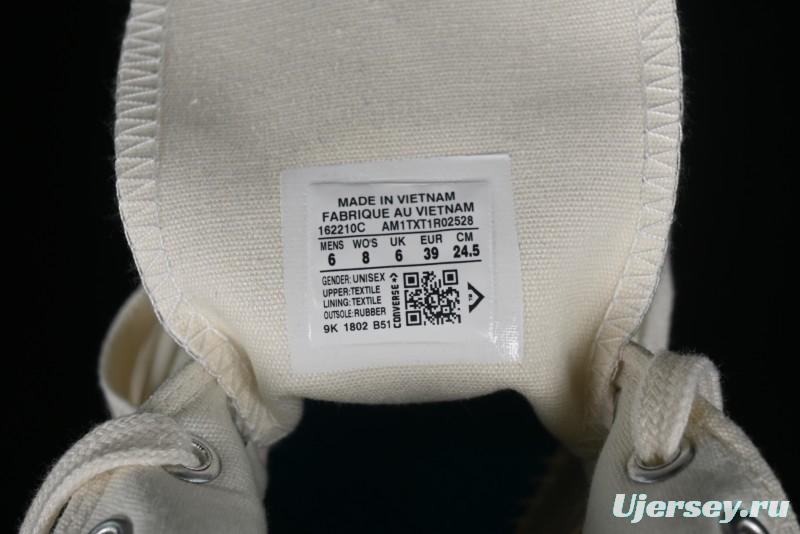 MADE IN VIETNAM
FABRIQUE AU VIETNAM
162210C AM1TXT1R02528
MENS WO'S UK EUR CM
6 8 6 39 24.5
GENDER: UNISEX
UPPER: TEXTILE
LINING: TEXTILE
OUTSOLE: RUBBER
9K 1802 B51
CONVERSE
Ujersey.ru